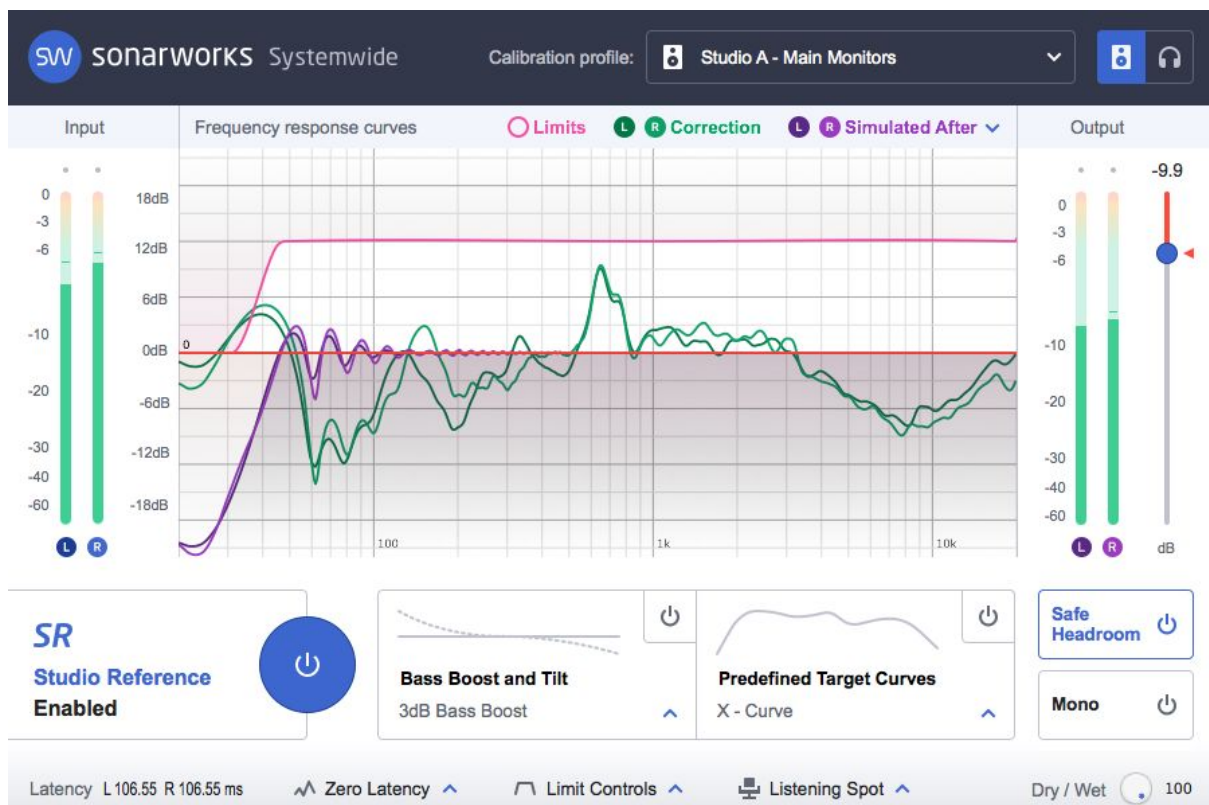 SW sonarworks Systemwide
Calibration profile: Studio A - Main Monitors
Input
Frequency response curves
Limits
L R Correction
L R Simulated After
Output
-9.9
0
-3
-6
-10
-20
-30
-40
-60
L R
18dB
12dB
6dB
0dB
-6dB
-12dB
-18dB
0
100
1k
10k
0
-3
-6
-10
-20
-30
-40
-60
L R
dB
SR
Studio Reference
Enabled
Bass Boost and Tilt
3dB Bass Boost
Predefined Target Curves
X - Curve
Safe
Headroom
Mono
Latency L 106.55 R 106.55 ms
Zero Latency
Limit Controls
Listening Spot
Dry / Wet 100